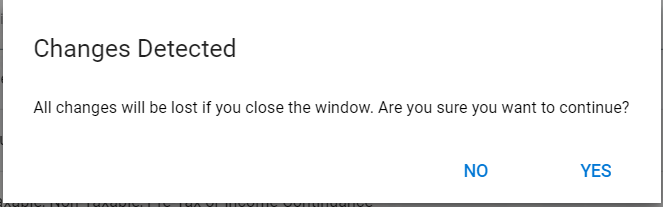 Changes Detected
All changes will be lost if you close the window. Are you sure you want to continue?
NO YES